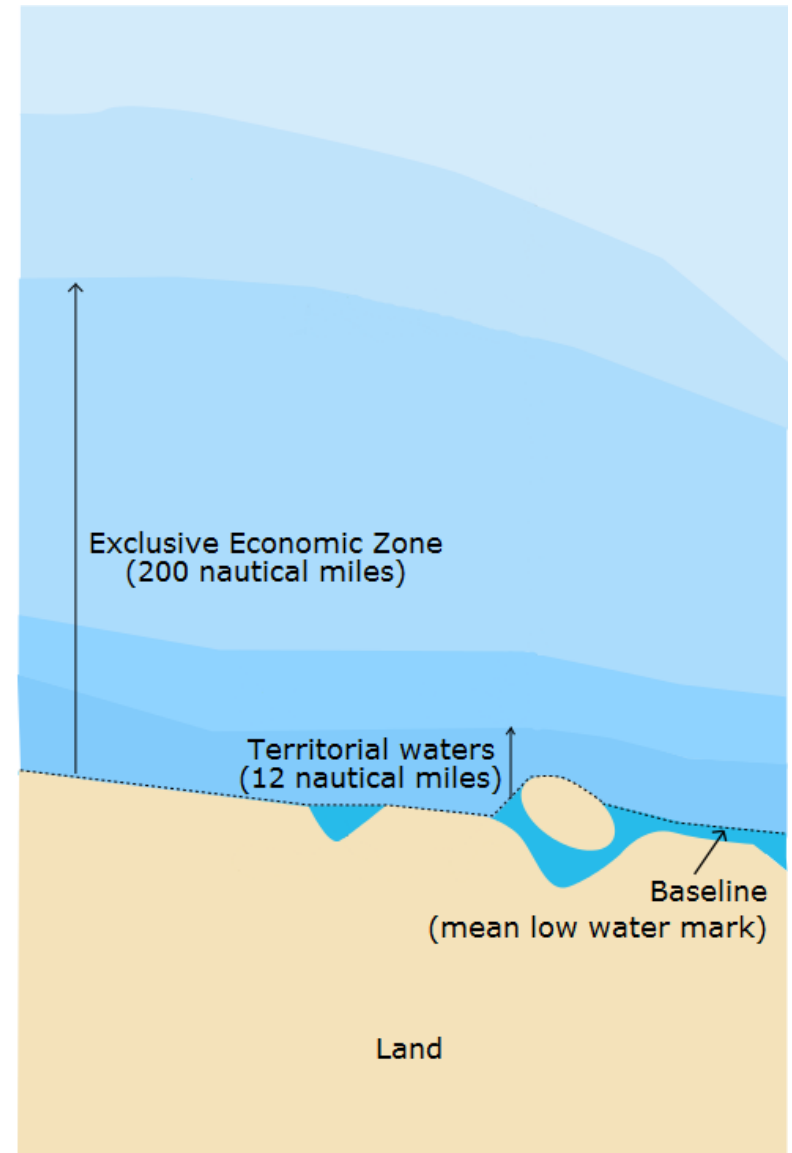 Exclusive Economic Zone
(200 nautical miles)
Territorial waters
(12 nautical miles)
Baseline
(mean low water mark)
Land